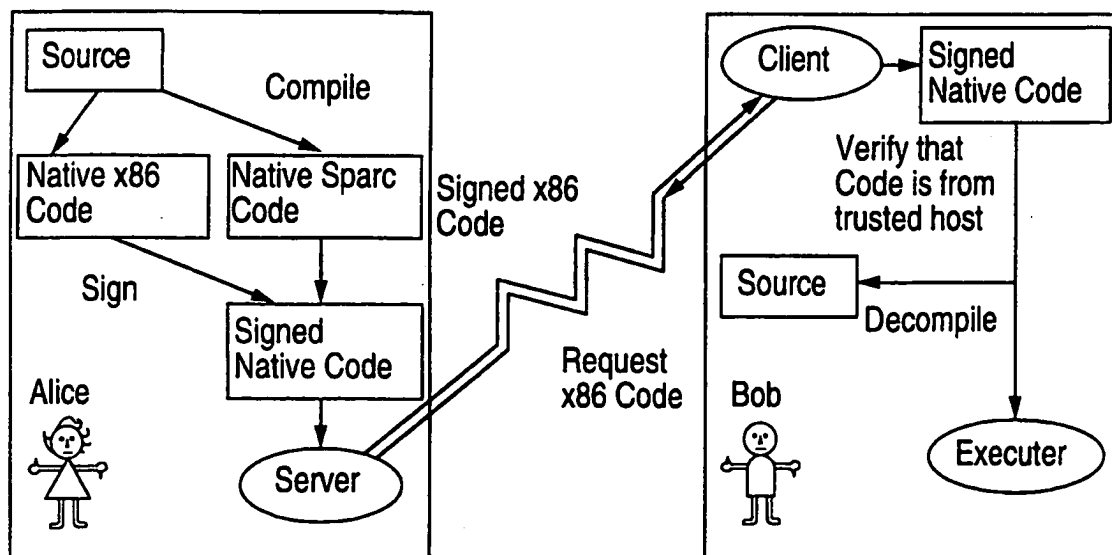 Source
Compile
Native x86
Code
Native Sparc
Code
Sign
Signed
Native Code
Alice
Server
Signed x86
Code
Request
x86 Code
Client
Signed
Native Code
Verify that
Code is from
trusted host
Source
Decompile
Bob
Executer